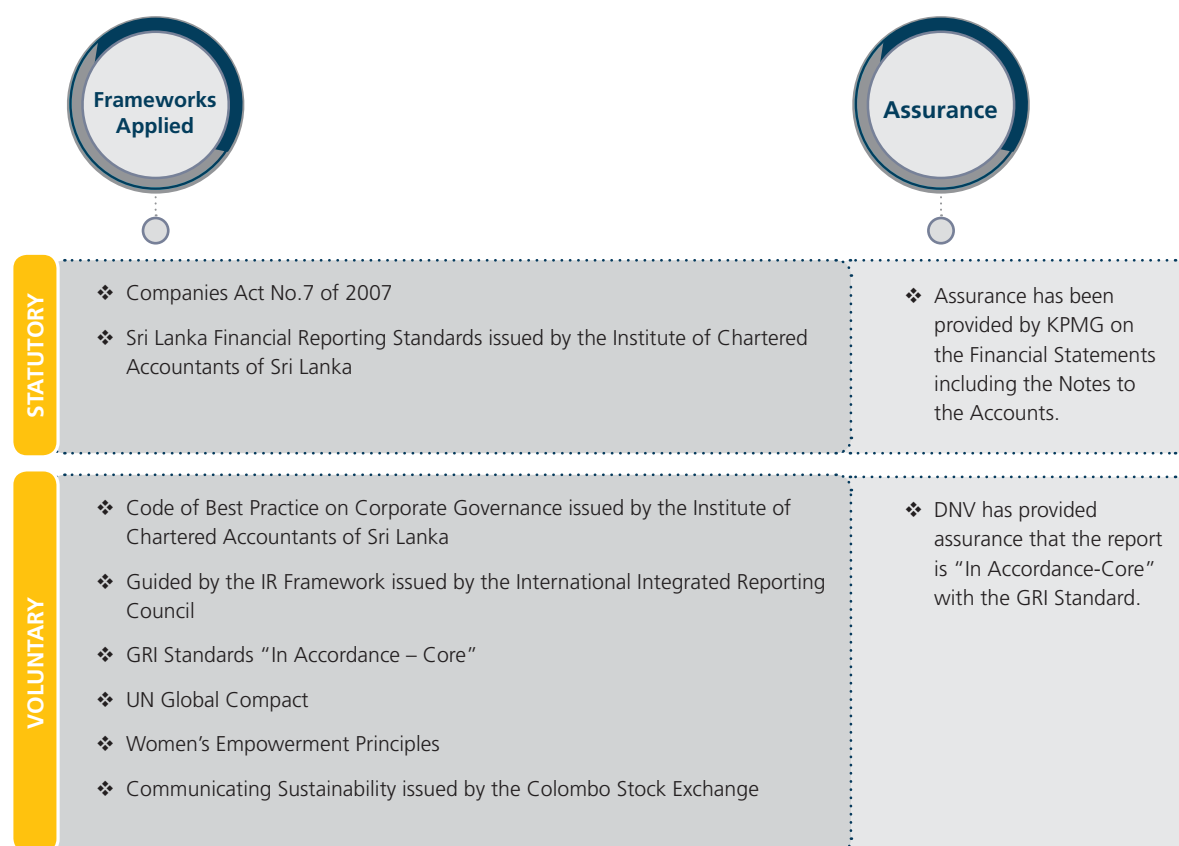 Frameworks
Applied
Assurance
STATUTORY
❖ Companies Act No.7 of 2007
❖ Sri Lanka Financial Reporting Standards issued by the Institute of Chartered
Accountants of Sri Lanka
❖ Assurance has been
provided by KPMG on
the Financial Statements
including the Notes to
the Accounts.
VOLUNTARY
❖ Code of Best Practice on Corporate Governance issued by the Institute of
Chartered Accountants of Sri Lanka
❖ Guided by the IR Framework issued by the International Integrated Reporting
Council
❖ GRI Standards “In Accordance – Core”
❖ UN Global Compact
❖ Women’s Empowerment Principles
❖ Communicating Sustainability issued by the Colombo Stock Exchange
❖ DNV has provided
assurance that the report
is “In Accordance-Core”
with the GRI Standard.